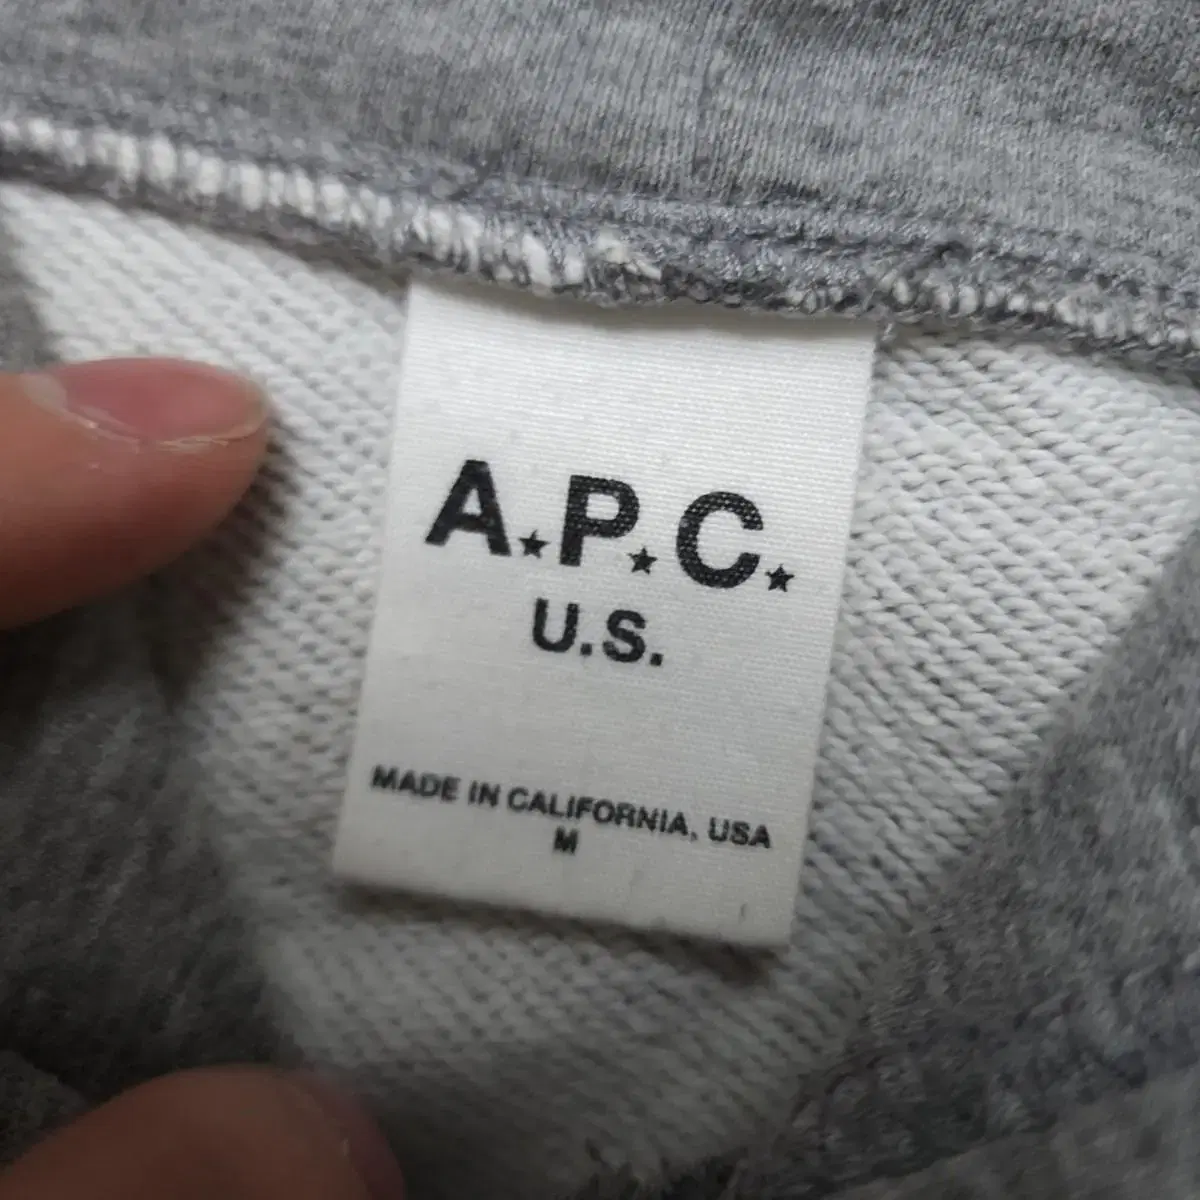 A★P★C★
U.S.
MADE IN CALIFORNIA, USA
M